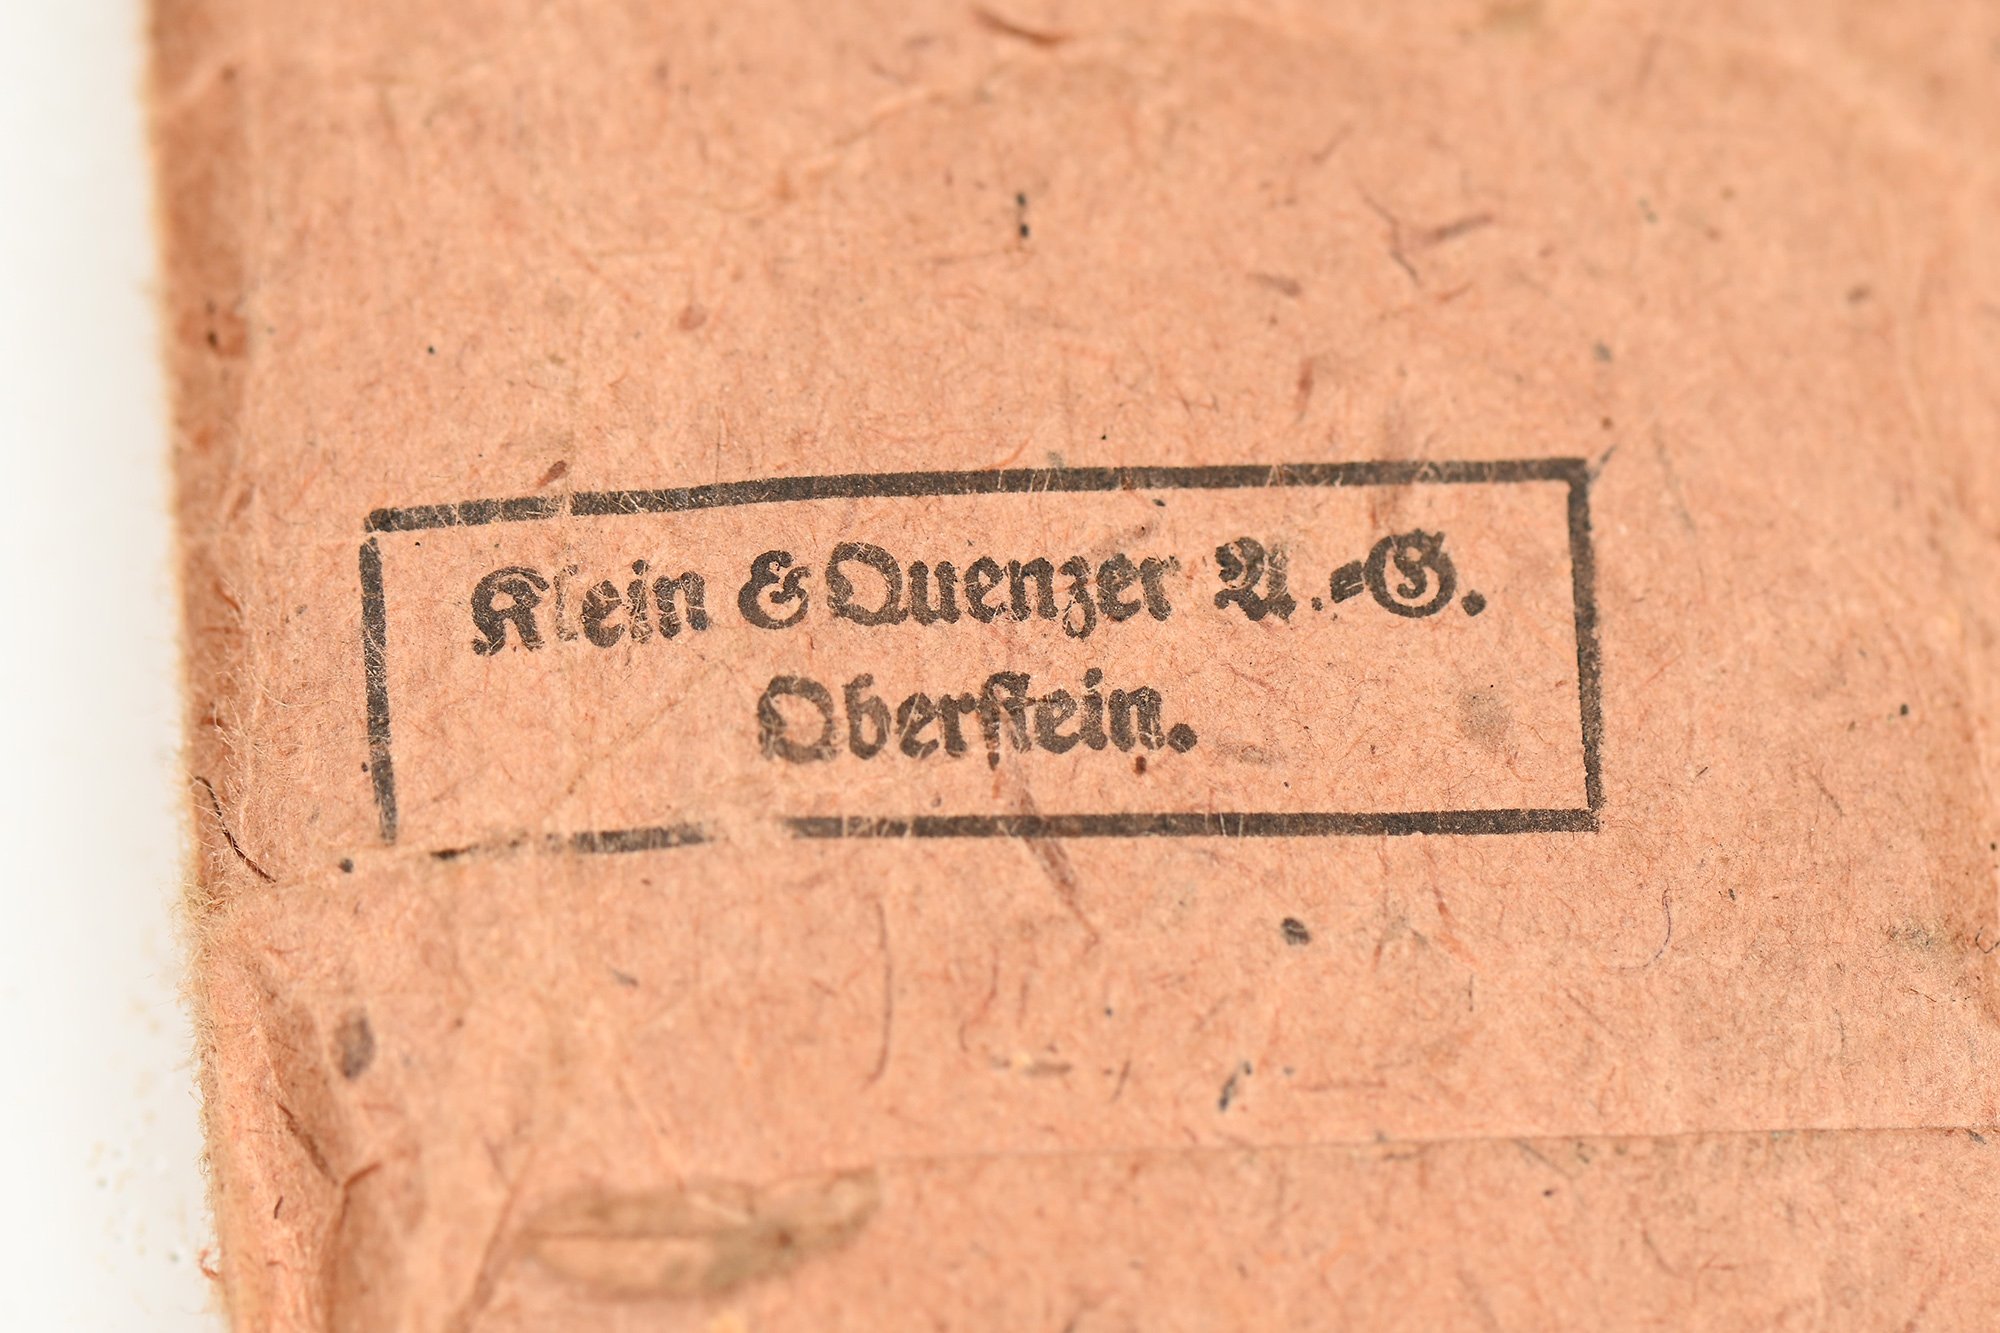 Klein & Quenzer A.-G.
Oberstein.